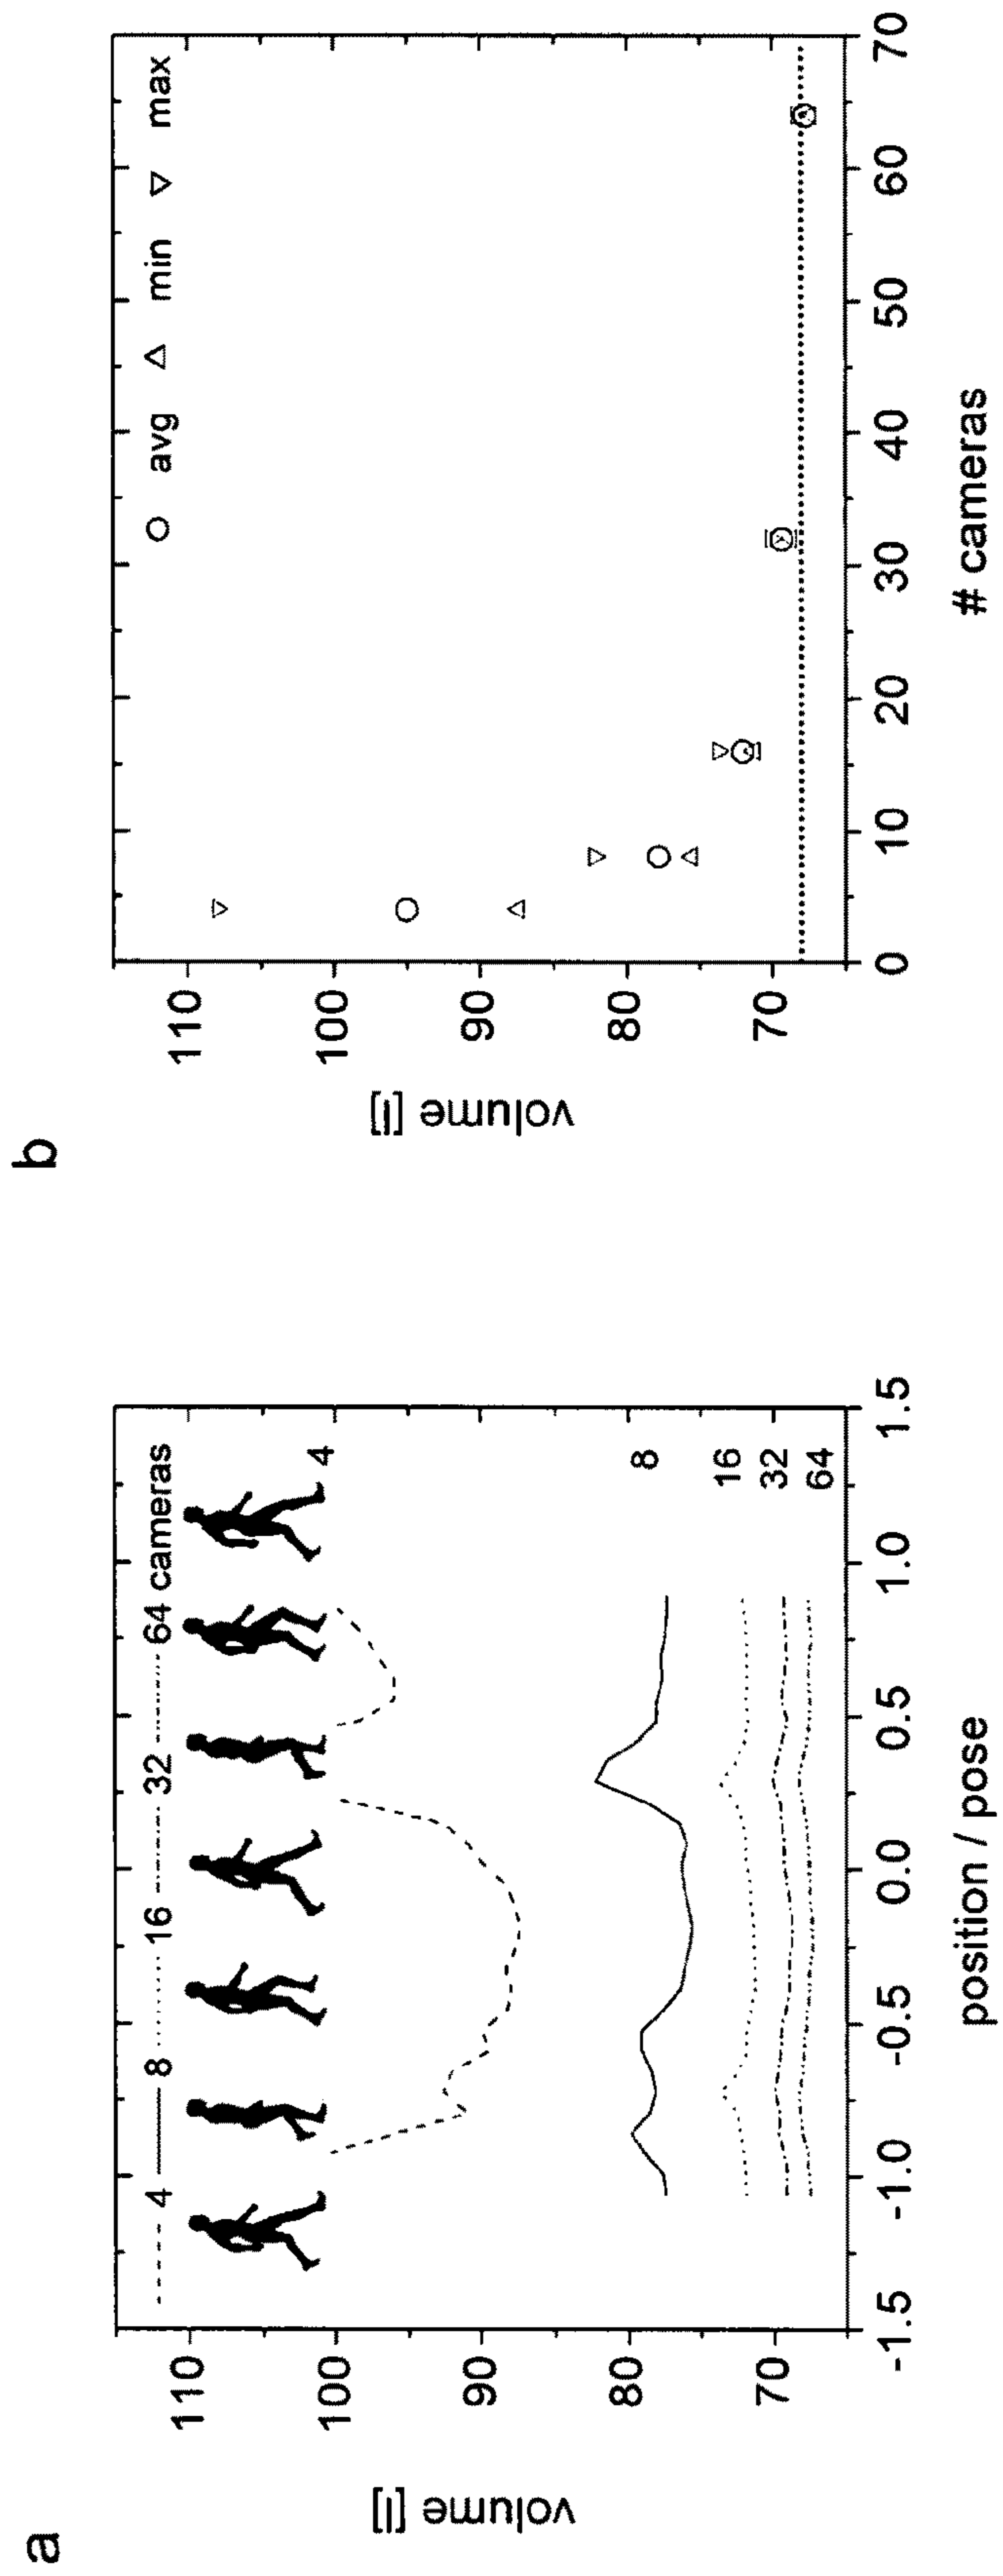 a
4 8 16 32 64 cameras
110
100
90
80
70
volume [l]
4
8
16
32
64
-1.5 -1.0 -0.5 0.0 0.5 1.0 1.5
position / pose
b
avg min max
110
100
90
80
70
volume [l]
0 10 20 30 40 50 60 70
# cameras